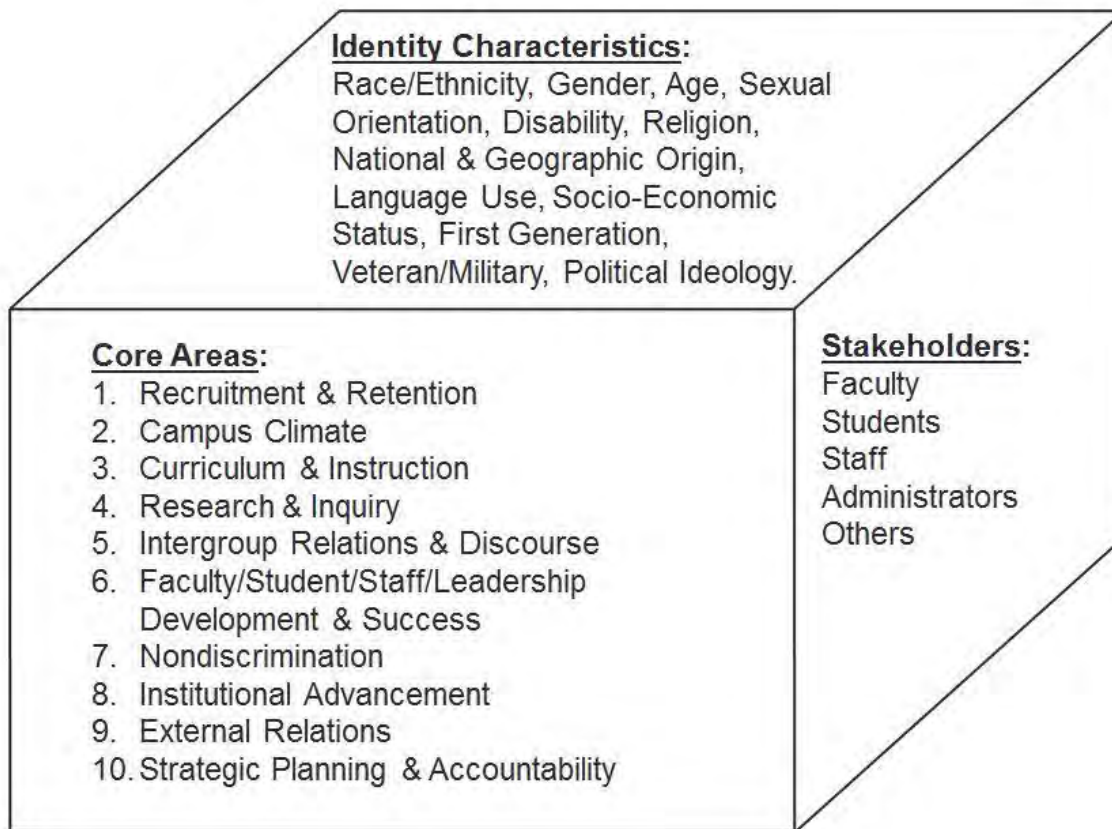 Identity Characteristics:
Race/Ethnicity, Gender, Age, Sexual
Orientation, Disability, Religion,
National & Geographic Origin,
Language Use, Socio-Economic
Status, First Generation,
Veteran/Military, Political Ideology.
Core Areas:
1. Recruitment & Retention
2. Campus Climate
3. Curriculum & Instruction
4. Research & Inquiry
5. Intergroup Relations & Discourse
6. Faculty/Student/Staff/Leadership
Development & Success
7. Nondiscrimination
8. Institutional Advancement
9. External Relations
10. Strategic Planning & Accountability
Stakeholders:
Faculty
Students
Staff
Administrators
Others